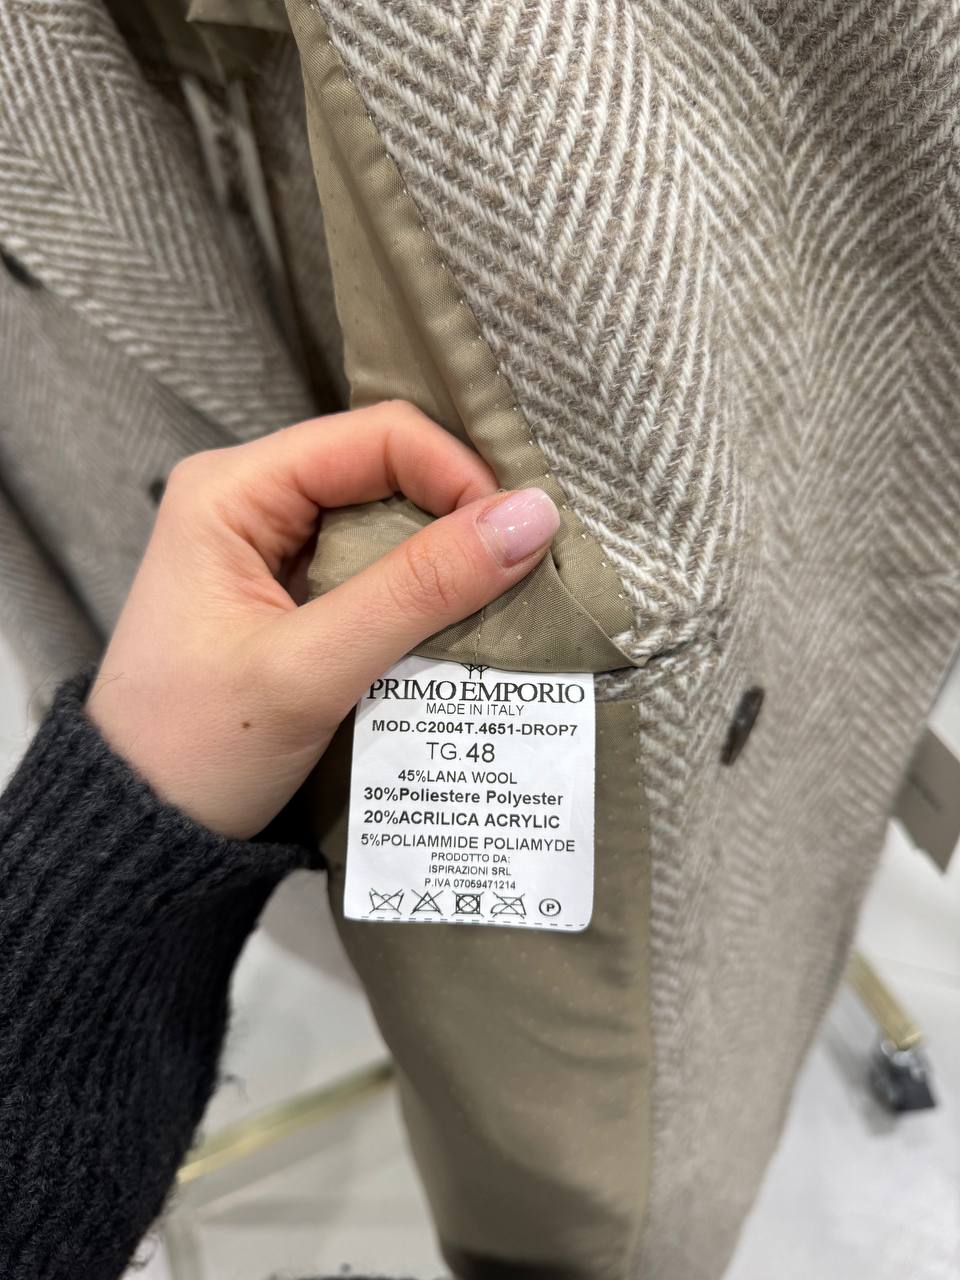 PRIMO EMPORIO
MADE IN ITALY
MOD.C2004T.4651-DROP7
TG. 48
45%LANA WOOL
30%Poliestere Polyester
20%ACRILICA ACRYLIC
5%POLIAMMIDE POLIAMYDE
PRODOTTO DA:
ISPIRAZIONI SRL
P.IVA 07059471214
P